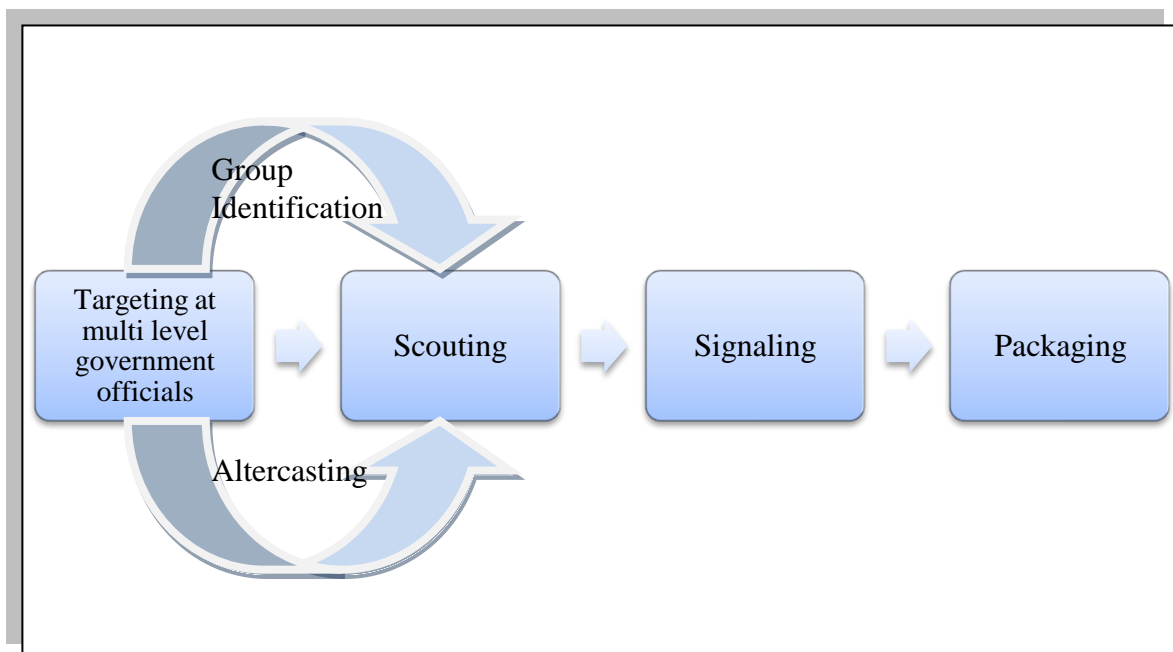 Group
Identification
Targeting at
multi level
government
officials
Scouting
Signaling
Packaging
Altercasting